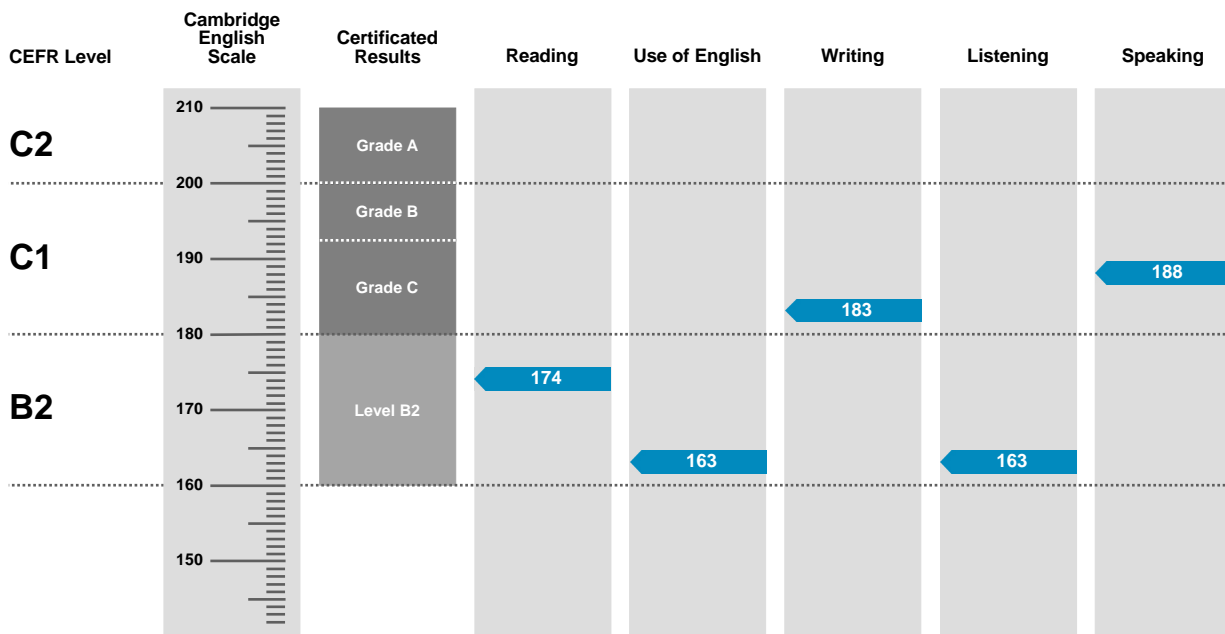 CEFR Level
Cambridge
English
Scale
Certificated
Results
Reading
Use of English
Writing
Listening
Speaking
210
C2
Grade A
200
Grade B
C1
190
188
Grade C
183
180
174
B2
170
Level B2
163
163
160
150